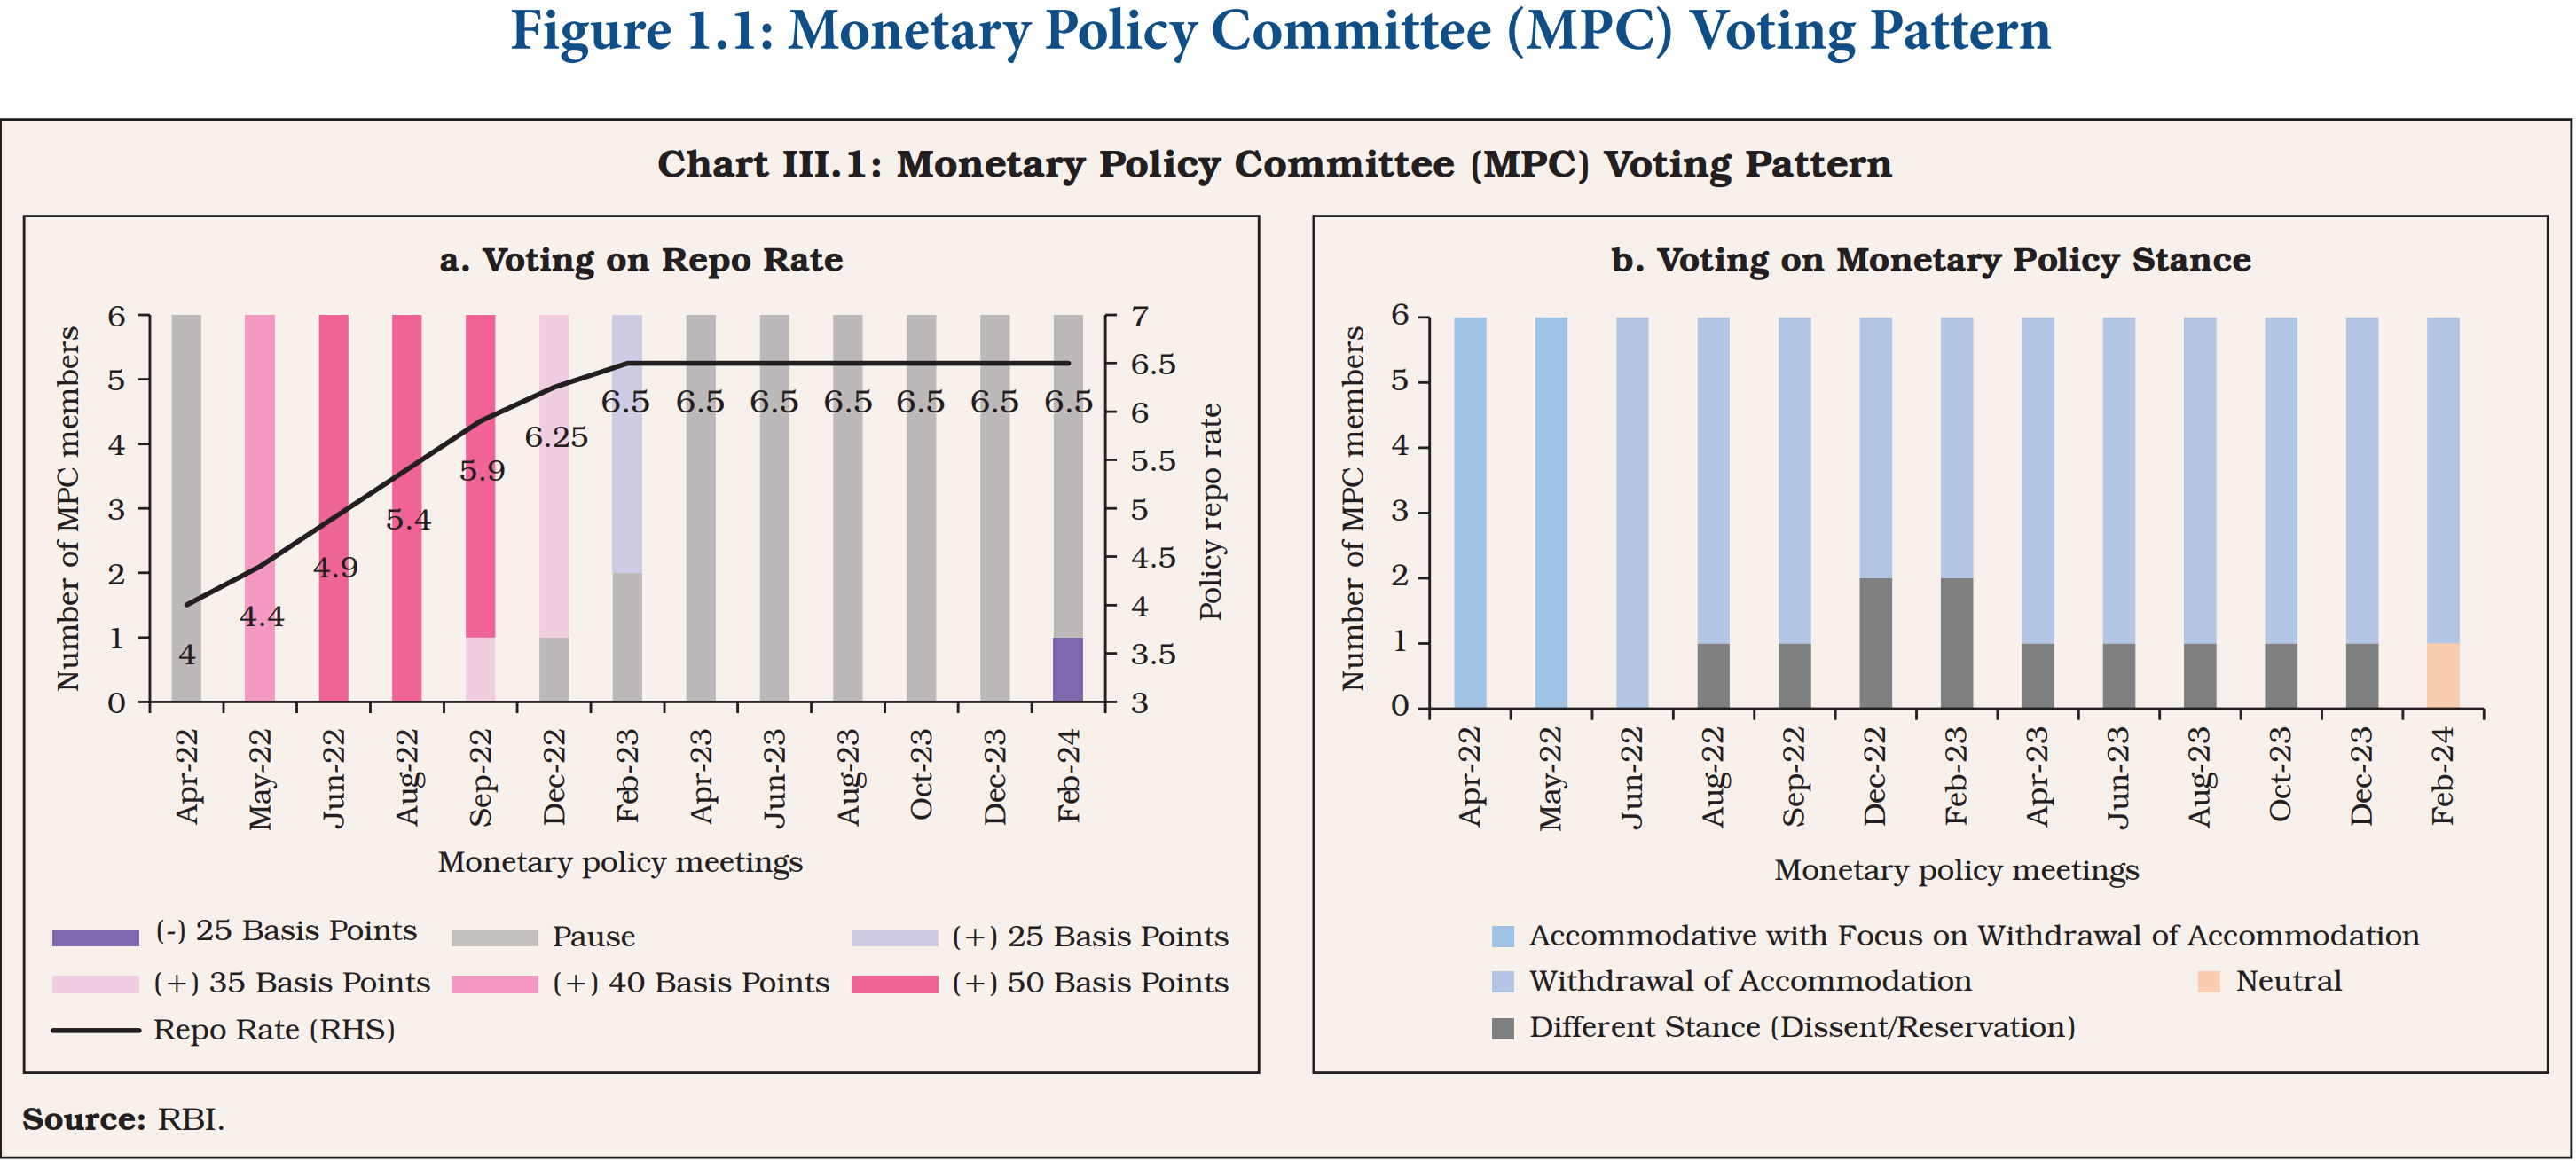 Figure 1.1: Monetary Policy Committee (MPC) Voting Pattern
Chart III.1: Monetary Policy Committee (MPC) Voting Pattern
a. Voting on Repo Rate
Number of MPC members
6
5
4
3
2
1
0
4
4.4
4.9
5.4
5.9
6.25
6.5
6.5
6.5
6.5
6.5
6.5
6.5
7
6.5
6
5.5
5
4.5
4
3.5
3
Policy repo rate
Apr-22
May-22
Jun-22
Aug-22
Sep-22
Dec-22
Feb-23
Apr-23
Jun-23
Aug-23
Oct-23
Dec-23
Feb-24
Monetary policy meetings
(-) 25 Basis Points
Pause
(+) 25 Basis Points
(+) 35 Basis Points
(+) 40 Basis Points
(+) 50 Basis Points
Repo Rate (RHS)
b. Voting on Monetary Policy Stance
Number of MPC members
6
5
4
3
2
1
0
Apr-22
May-22
Jun-22
Aug-22
Sep-22
Dec-22
Feb-23
Apr-23
Jun-23
Aug-23
Oct-23
Dec-23
Feb-24
Monetary policy meetings
Accommodative with Focus on Withdrawal of Accommodation
Withdrawal of Accommodation
Neutral
Different Stance (Dissent/Reservation)
Source: RBI.